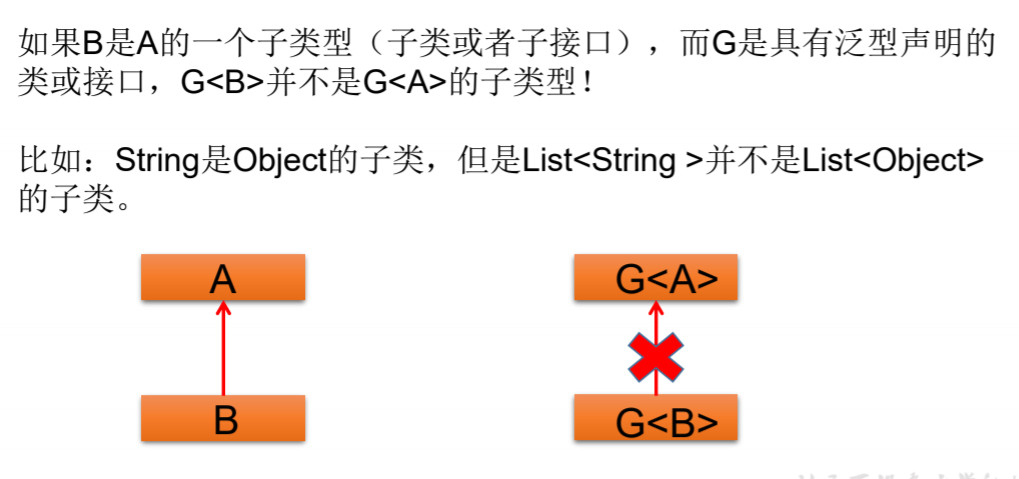 如果B是A的一个子类型（子类或者子接口），而G是具有泛型声明的
类或接口，G<B>并不是G<A>的子类型！
比如：String是Object的子类，但是List<String >并不是List<Object>
的子类。
A
G<A>
B
G<B>